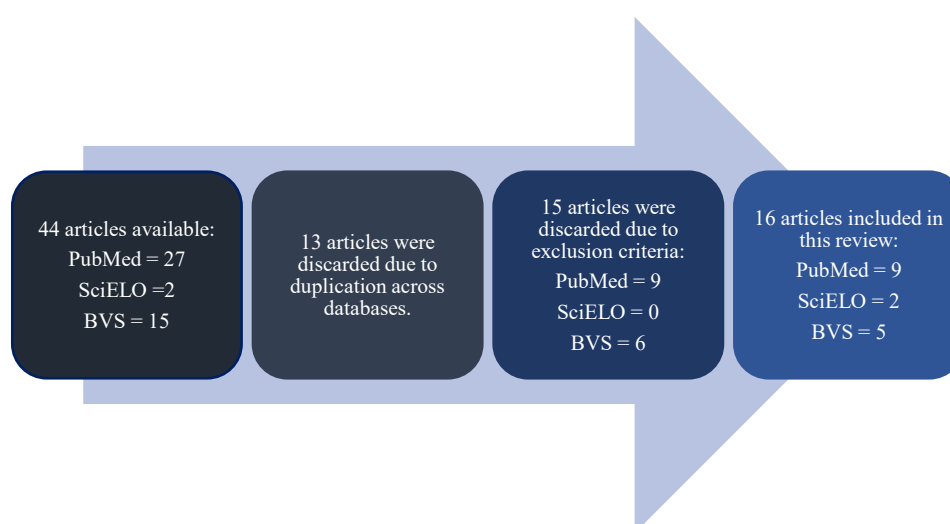 44 articles available:
PubMed = 27
SciELO =2
BVS = 15
13 articles were
discarded due to
duplication across
databases.
15 articles were
discarded due to
exclusion criteria:
PubMed = 9
SciELO = 0
BVS = 6
16 articles included in
this review:
PubMed = 9
SciELO = 2
BVS = 5